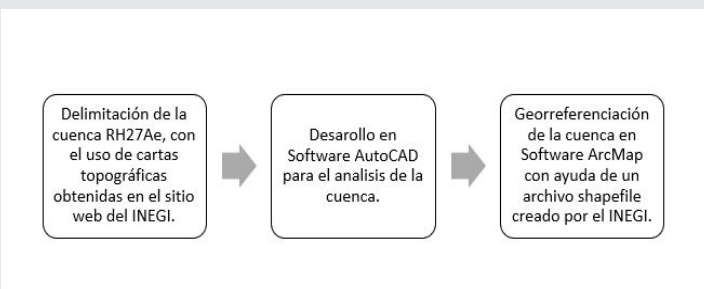 Delimitación de la
cuenca RH27Ae, con
el uso de cartas
topográficas
obtenidas en el sitio
web del INEGI.
Desarollo en
Software AutoCAD
para el analisis de la
cuenca.
Georreferenciación
de la cuenca en
Software ArcMap
con ayuda de un
archivo shapefile
creado por el INEGI.